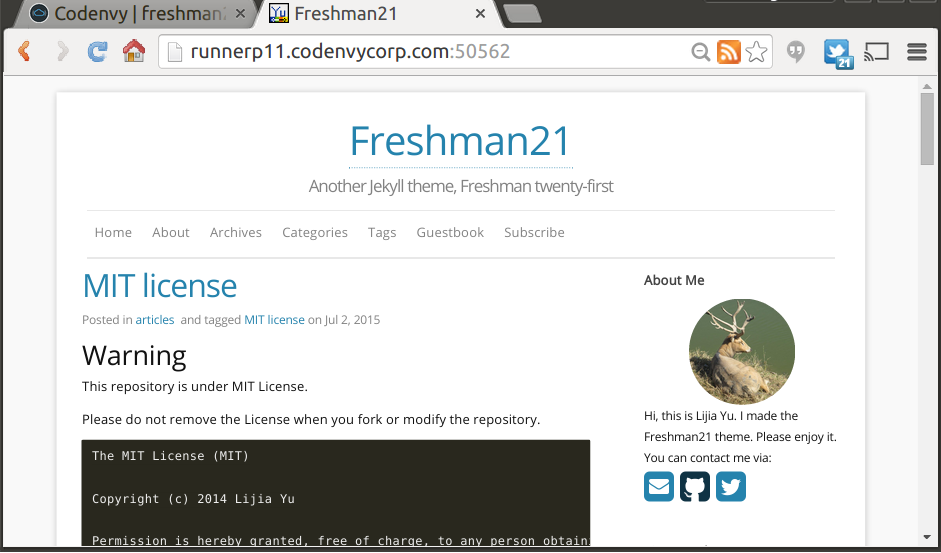 Codenvy | freshman2
Freshman21
runnerp11.codenvycorp.com:50562
21
Freshman21
Another Jekyll theme, Freshman twenty-first
Home About Archives Categories Tags Guestbook Subscribe
MIT license
Posted in articles and tagged MIT license on Jul 2, 2015
Warning
This repository is under MIT License.
Please do not remove the License when you fork or modify the repository.
The MIT License (MIT)
Copyright (c) 2014 Lijia Yu
Permission is hereby granted, free of charge, to any person obtain
About Me
Hi, this is Lijia Yu. I made the
Freshman21 theme. Please enjoy it.
You can contact me via: